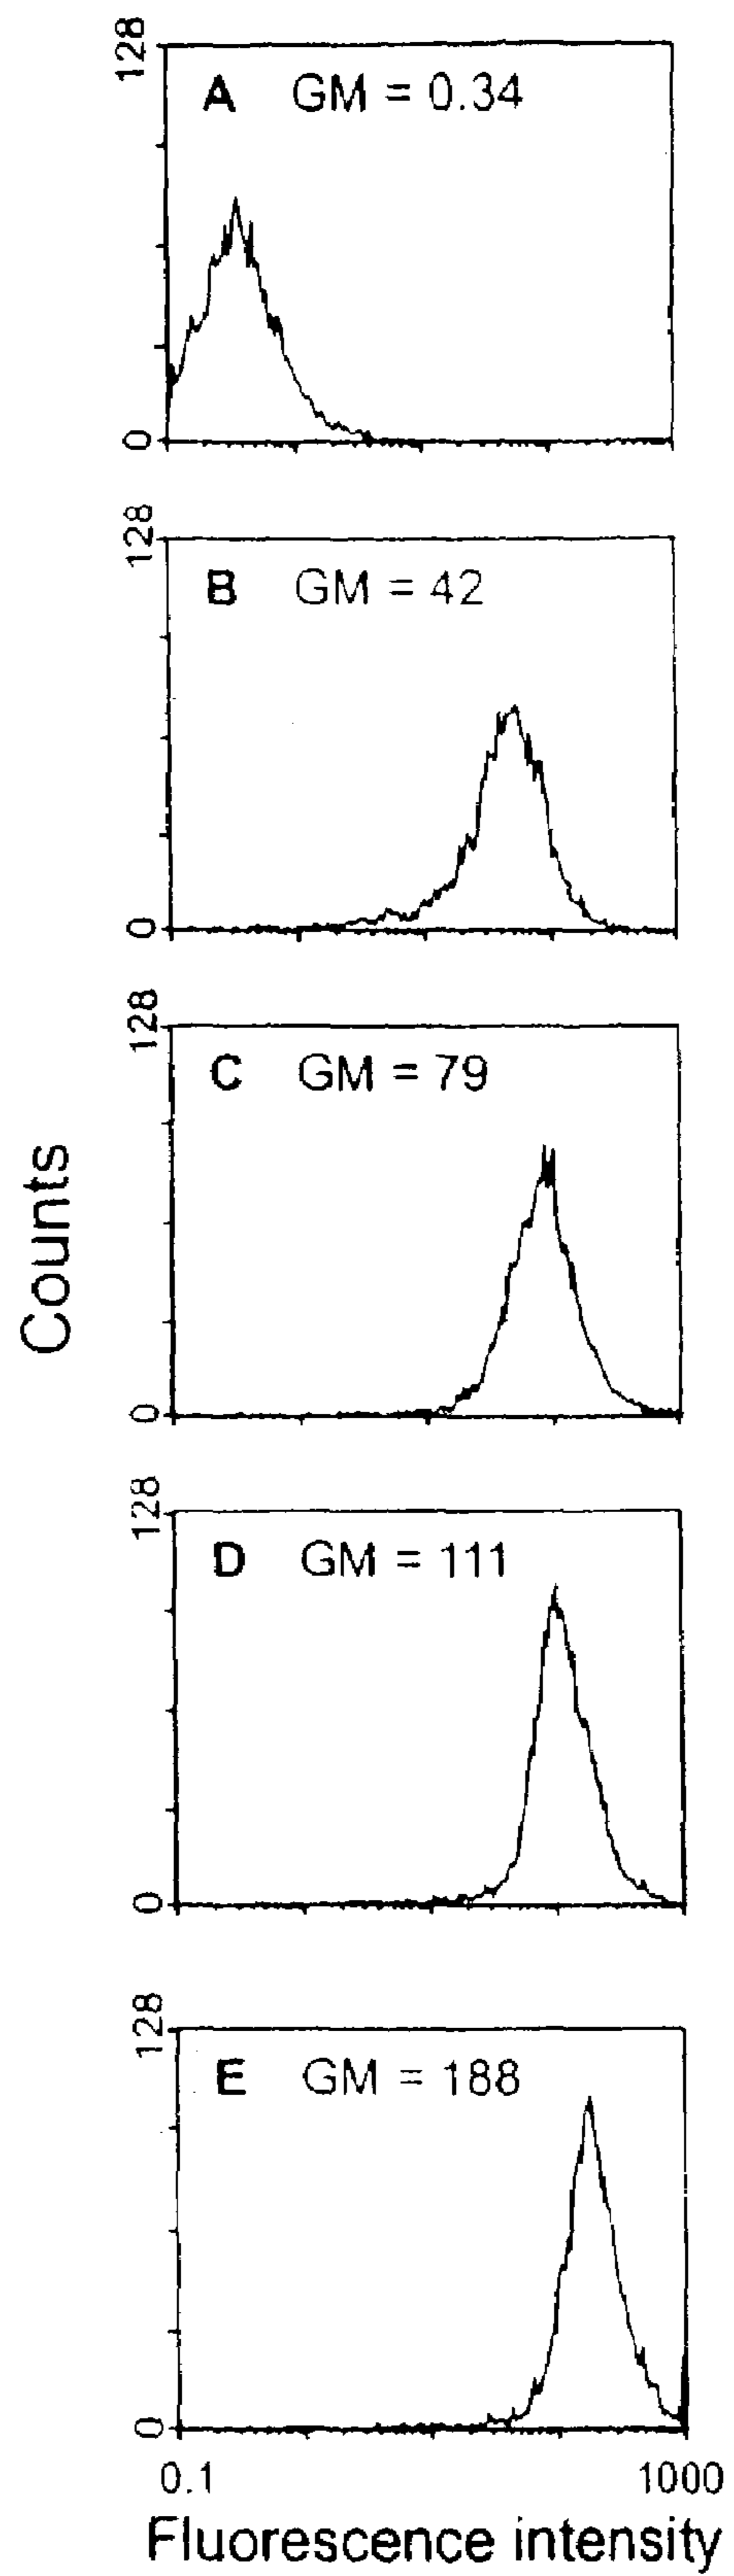 128
A GM = 0.34
0
128
B GM = 42
0
128
C GM = 79
0
Counts
128
D GM = 111
0
128
E GM = 188
0
0.1 1000
Fluorescence intensity